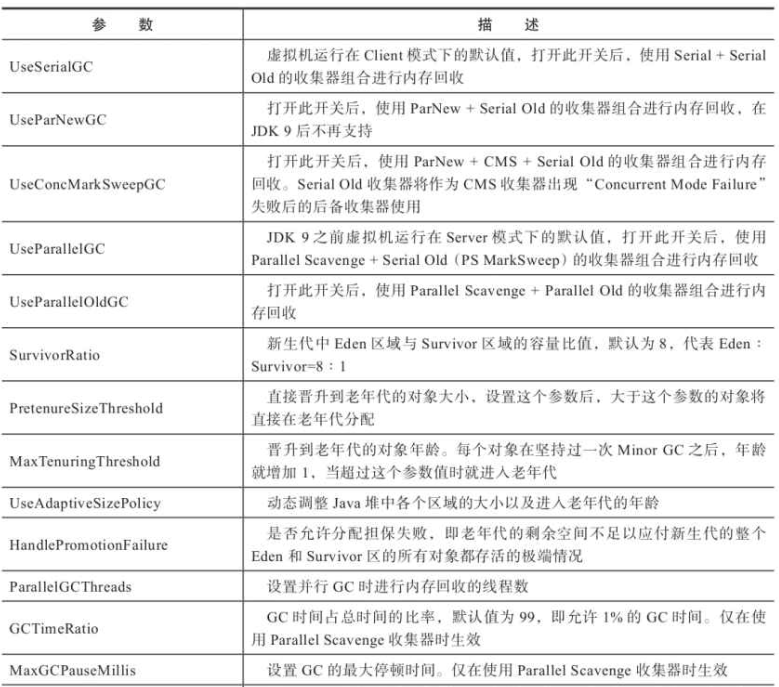 参 数 描 述
UseSerialGC 虚拟机运行在 Client 模式下的默认值，打开此开关后，使用 Serial + Serial
Old 的收集器组合进行内存回收
UseParNewGC 打开此开关后，使用 ParNew + Serial Old 的收集器组合进行内存回收，在
JDK 9 后不再支持
UseConcMarkSweepGC 打开此开关后，使用 ParNew + CMS + Serial Old 的收集器组合进行内存
回收。Serial Old 收集器将作为 CMS 收集器出现“Concurrent Mode Failure”
失败后的后备收集器使用
UseParallelGC JDK 9 之前虚拟机运行在 Server 模式下的默认值，打开此开关后，使用
Parallel Scavenge + Serial Old（PS MarkSweep）的收集器组合进行内存回收
UseParallelOldGC 打开此开关后，使用 Parallel Scavenge + Parallel Old 的收集器组合进行内
存回收
SurvivorRatio 新生代中 Eden 区域与 Survivor 区域的容量比值，默认为 8，代表 Eden：
Survivor=8：1
PretenureSizeThreshold 直接晋升到老年代的对象大小，设置这个参数后，大于这个参数的对象将
直接在老年代分配
MaxTenuringThreshold 晋升到老年代的对象年龄。每个对象在坚持过一次 Minor GC 之后，年龄
就增加 1，当超过这个参数值时就进入老年代
UseAdaptiveSizePolicy 动态调整 Java 堆中各个区域的大小以及进入老年代的年龄
HandlePromotionFailure 是否允许分配担保失败，即老年代的剩余空间不足以应付新生代的整个
Eden 和 Survivor 区的所有对象都存活的极端情况
ParallelGCThreads 设置并行 GC 时进行内存回收的线程数
GCTimeRatio GC 时间占总时间的比率，默认值为 99，即允许 1% 的 GC 时间。仅在使
用 Parallel Scavenge 收集器时生效
MaxGCPauseMillis 设置 GC 的最大停顿时间。仅在使用 Parallel Scavenge 收集器时生效